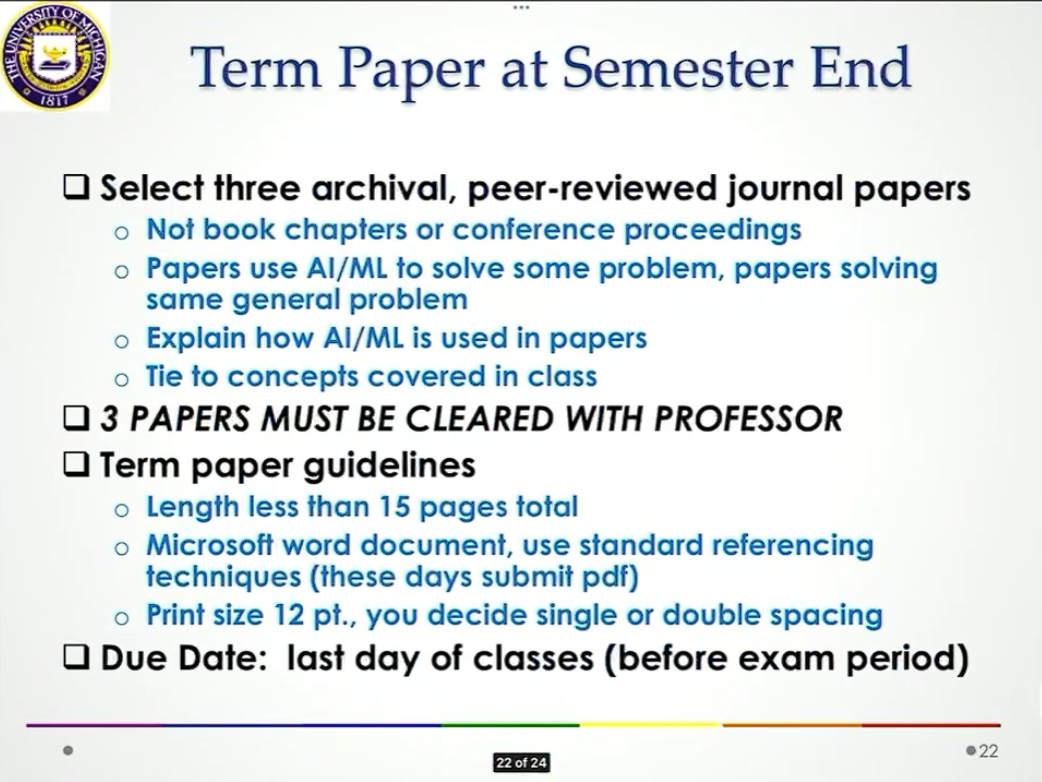 THE UNIVERSITY OF MICHIGAN
1817
Term Paper at Semester End
Select three archival, peer-reviewed journal papers
Not book chapters or conference proceedings
Papers use AI/ML to solve some problem, papers solving
same general problem
Explain how AI/ML is used in papers
Tie to concepts covered in class
3 PAPERS MUST BE CLEARED WITH PROFESSOR
Term paper guidelines
Length less than 15 pages total
Microsoft word document, use standard referencing
techniques (these days submit pdf)
Print size 12 pt., you decide single or double spacing
Due Date:  last day of classes (before exam period)
22 of 24
22